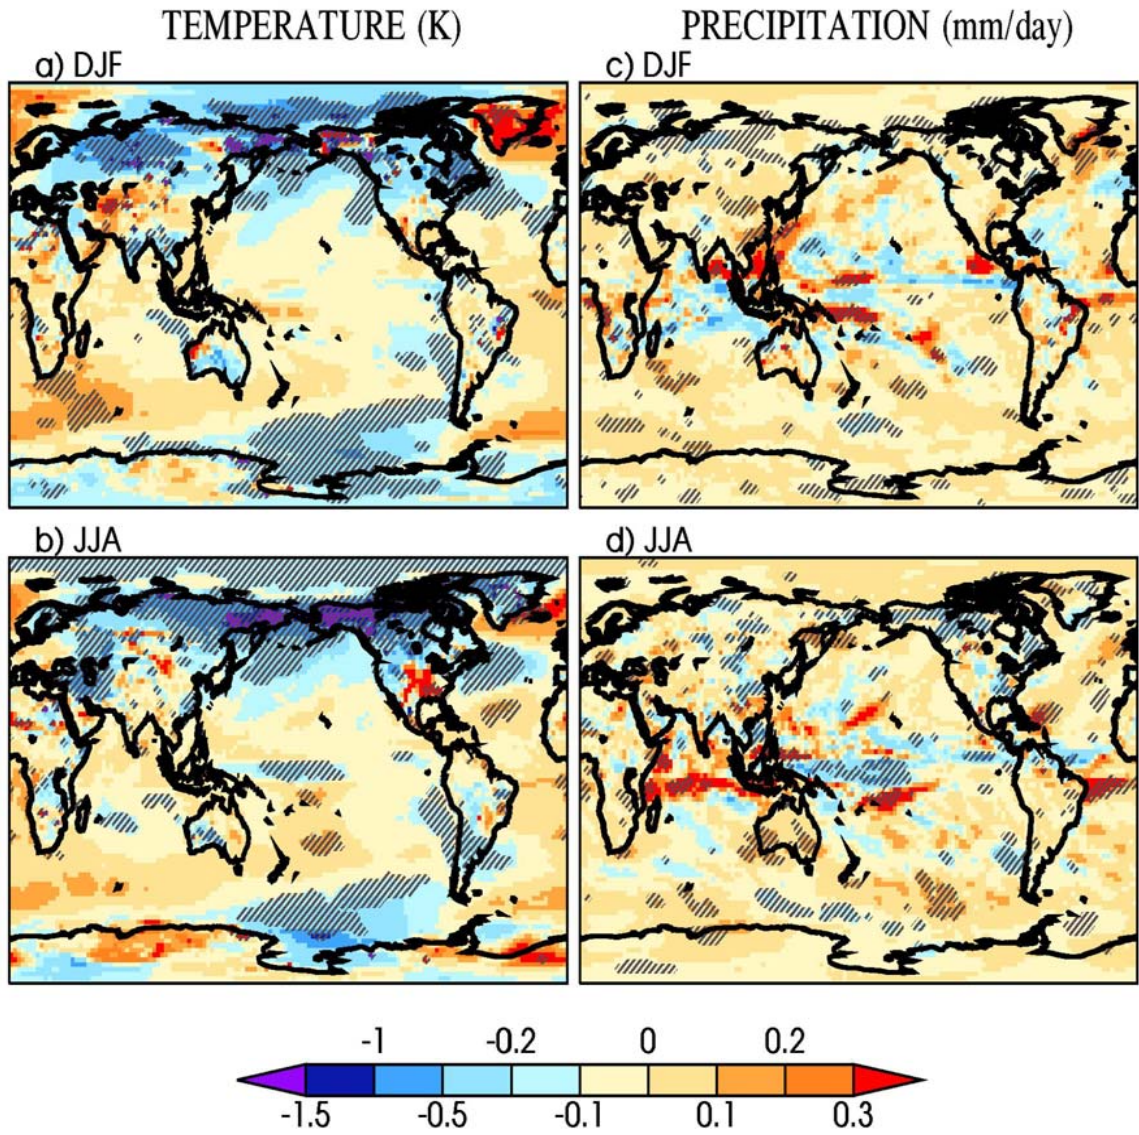 TEMPERATURE (K) PRECIPITATION (mm/day)
a) DJF c) DJF
b) JJA d) JJA
-1 -0.2 0 0.2
-1.5 -0.5 -0.1 0.1 0.3